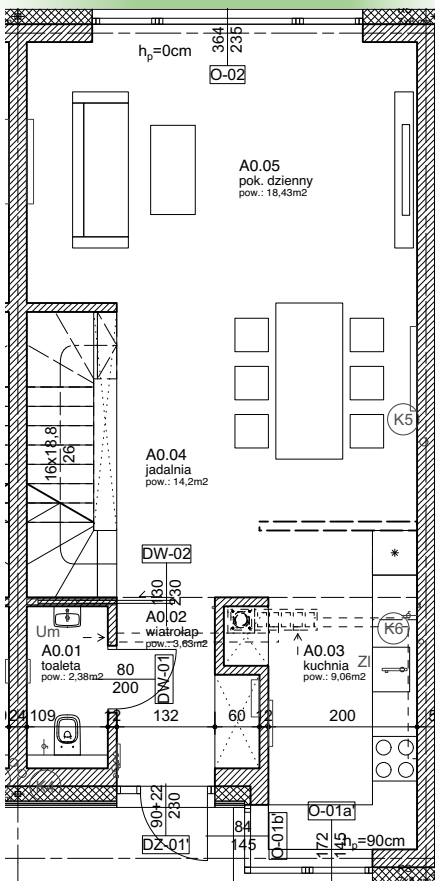 364
235
hp=0cm
O-02
A0.05
pok. dzienny
pow.: 18,43m2
K5
16x18,8
26
A0.04
jadalnia
pow.: 14,2m2
DW-02
130
230
A0.02
wiatrołap
pow.: 3,63m2
Um
A0.01
toaleta
pow.: 2,38m2
80
200
DW-01
A0.03
kuchnia
pow.: 9,06m2
K6
Zl
24
109
12
132
60
12
200
90+22
230
DZ-01'
84
145
O-01b'
O-01a'
172
145
hp=90cm